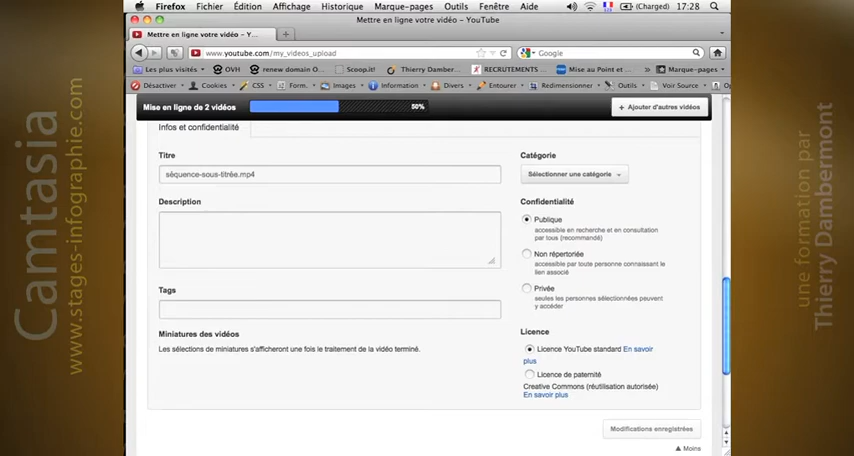 Firefox Fichier Édition Affichage Historique Marque-pages Outils Fenêtre Aide (Charged) 17:28
Mettre en ligne votre vidéo – YouTube
Mettre en ligne votre vidéo – Y...
www.youtube.com/my_videos_upload
Google
Les plus visités OVH renew domain O... Scoop.it! Thierry Damber... RECRUTEMENTS... Mise au Point et ... Marque-pages
Désactiver Cookies CSS Form. Images Information Divers Entourer Redimensionner Outils Voir Source
Mise en ligne de 2 vidéos 50% + Ajouter d'autres vidéos
Infos et confidentialité
Titre
séquence-sous-titrée.mp4
Description
Tags
Miniatures des vidéos
Les sélections de miniatures s'afficheront une fois le traitement de la vidéo terminé.
Catégorie
Sélectionner une catégorie
Confidentialité
Publique
accessible en recherche et en consultation
par tous (recommandé)
Non répertoriée
accessible par toute personne connaissant le
lien associé
Privée
seules les personnes sélectionnées peuvent
y accéder
Licence
Licence YouTube standard En savoir
plus
Licence de paternité
Creative Commons (réutilisation autorisée)
En savoir plus
Modifications enregistrées
Moins
Camtasia
www.stages-infographie.com
une formation par
Thierry Dambermont